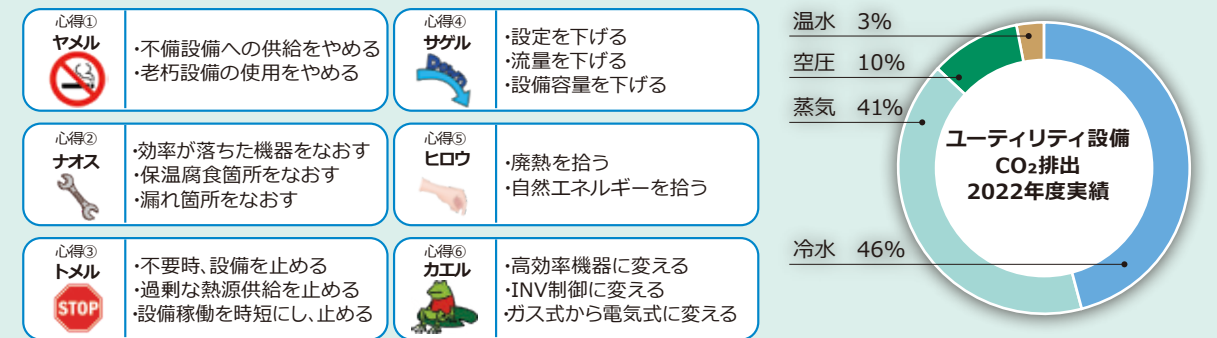 心得①
ヤメル
・不備設備への供給をやめる
・老朽設備の使用をやめる
心得②
ナオス
・効率が落ちた機器をなおす
・保温腐食箇所をなおす
・漏れ箇所をなおす
心得③
トメル
STOP
・不要時、設備を止める
・過剰な熱源供給を止める
・設備稼働を時短にし、止める
心得④
サゲル
Down
・設定を下げる
・流量を下げる
・設備容量を下げる
心得⑤
ヒロウ
・廃熱を拾う
・自然エネルギーを拾う
心得⑥
カエル
・高効率機器に変える
・INV制御に変える
・ガス式から電気式に変える
温水 3%
空圧 10%
蒸気 41%
冷水 46%
ユーティリティ設備
CO₂排出
2022年度実績